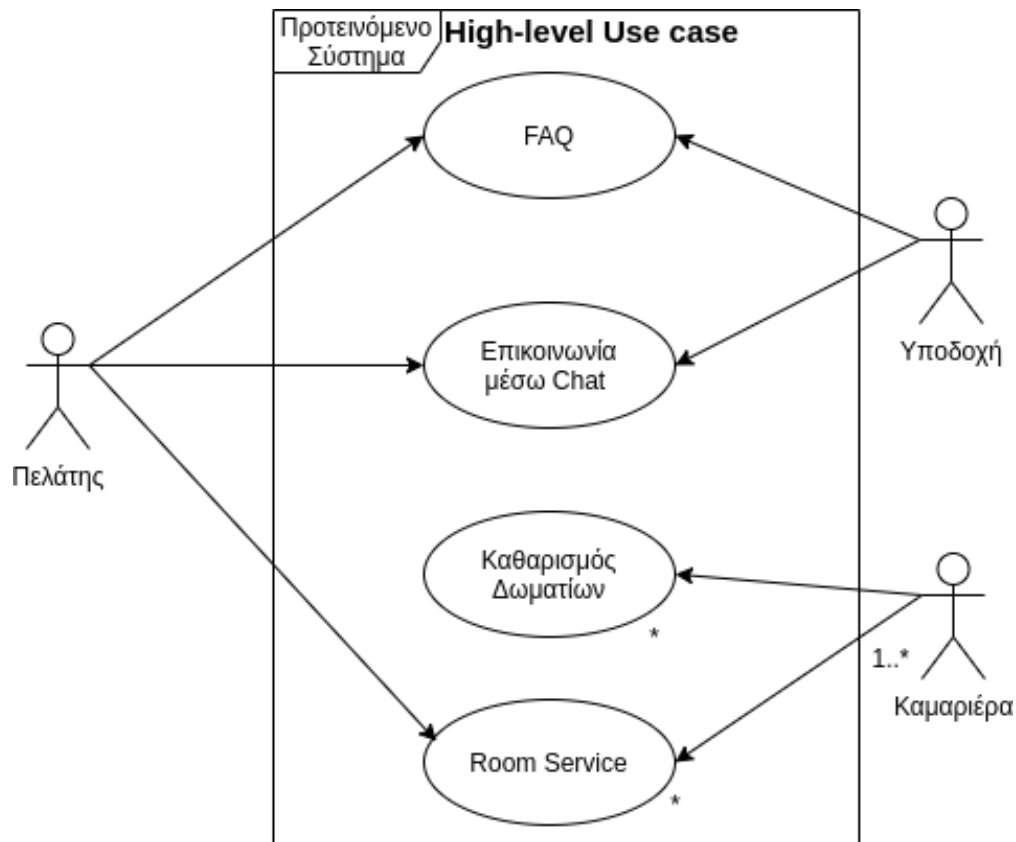 Προτεινόμενο
Σύστημα
High-level Use case
FAQ
Υποδοχή
Επικοινωνία
μέσω Chat
Πελάτης
Καθαρισμός
Δωματίων
*
1..*
Καμαριέρα
Room Service
*